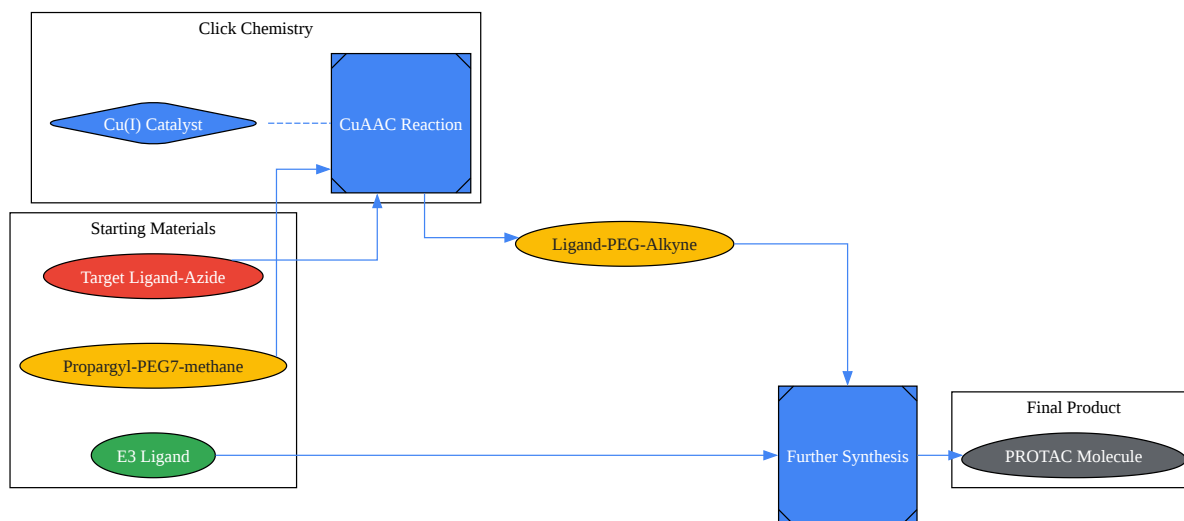 Click Chemistry
Cu(I) Catalyst
CuAAC Reaction
Starting Materials
Target Ligand-Azide
Propargyl-PEG7-methane
E3 Ligand
Ligand-PEG-Alkyne
Further Synthesis
Final Product
PROTAC Molecule